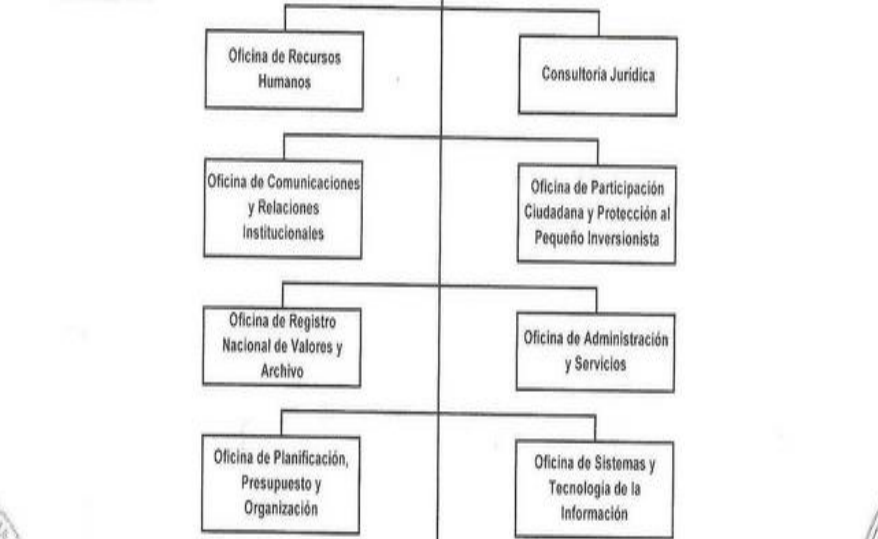 Oficina de Recursos
Humanos
Consultoría Jurídica
Oficina de Comunicaciones
y Relaciones
Institucionales
Oficina de Participación
Ciudadana y Protección al
Pequeño Inversionista
Oficina de Registro
Nacional de Valores y
Archivo
Oficina de Administración
y Servicios
Oficina de Planificación,
Presupuesto y
Organización
Oficina de Sistemas y
Tecnología de la
Información